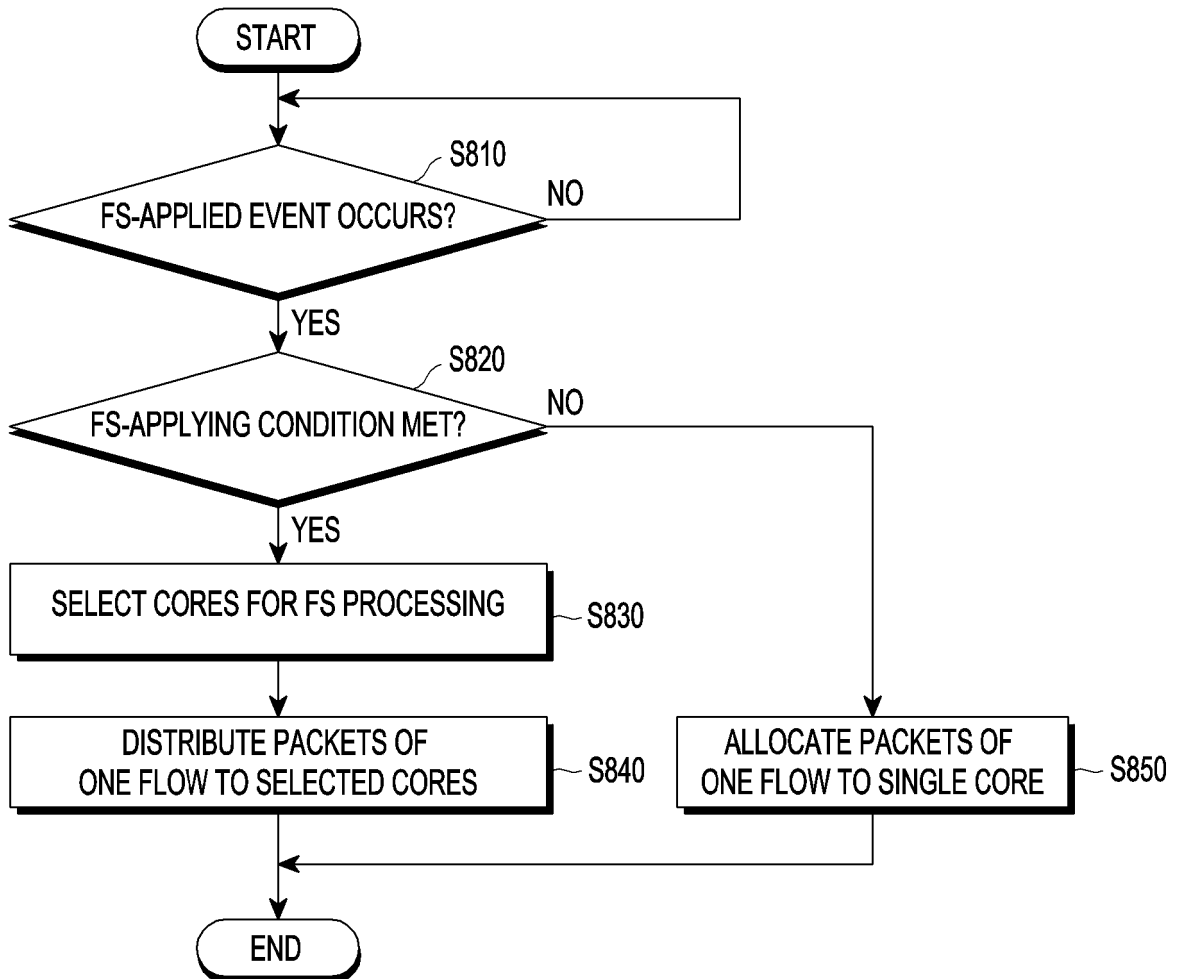 START
S810
FS-APPLIED EVENT OCCURS?
NO
YES
S820
FS-APPLYING CONDITION MET?
NO
YES
SELECT CORES FOR FS PROCESSING
S830
DISTRIBUTE PACKETS OF
ONE FLOW TO SELECTED CORES
S840
ALLOCATE PACKETS OF
ONE FLOW TO SINGLE CORE
S850
END